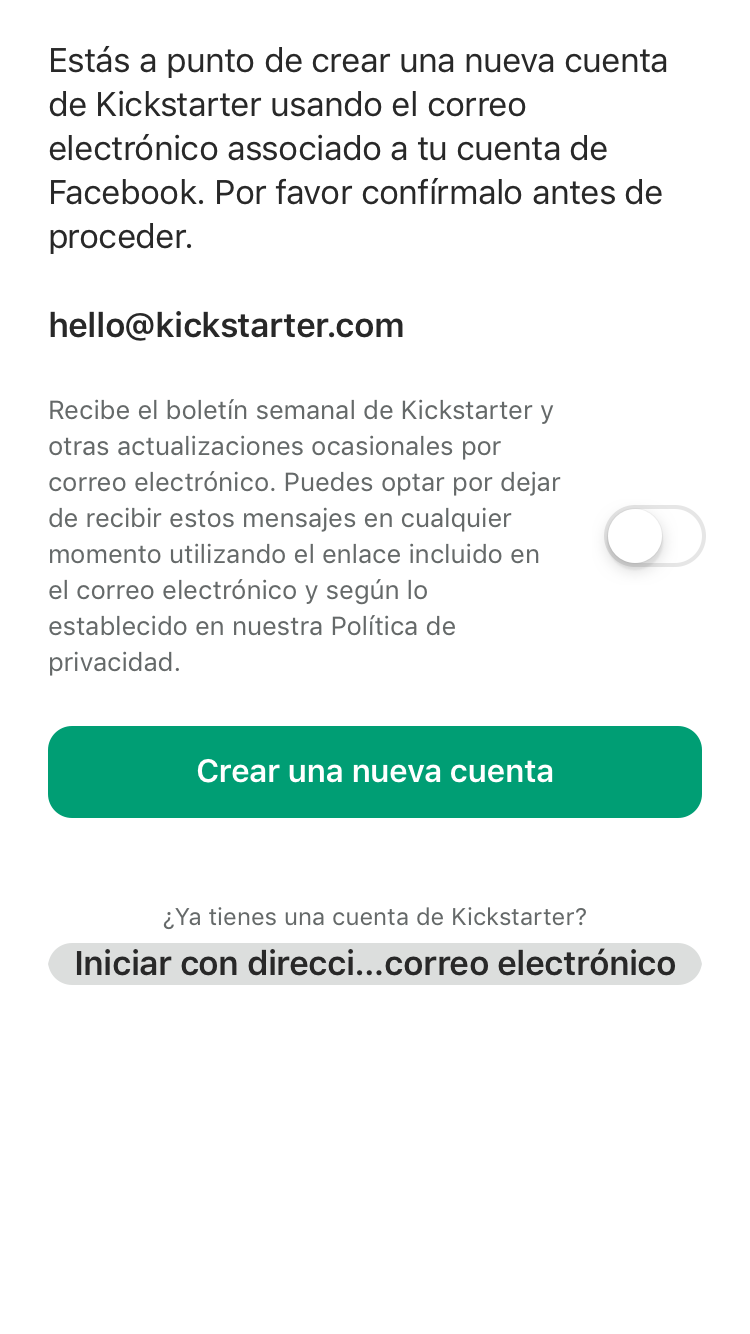 Estás a punto de crear una nueva cuenta
de Kickstarter usando el correo
electrónico associado a tu cuenta de
Facebook. Por favor confírmalo antes de
proceder.
hello@kickstarter.com
Recibe el boletín semanal de Kickstarter y
otras actualizaciones ocasionales por
correo electrónico. Puedes optar por dejar
de recibir estos mensajes en cualquier
momento utilizando el enlace incluido en
el correo electrónico y según lo
establecido en nuestra Política de
privacidad.
Crear una nueva cuenta
¿Ya tienes una cuenta de Kickstarter?
Iniciar con direcci...correo electrónico